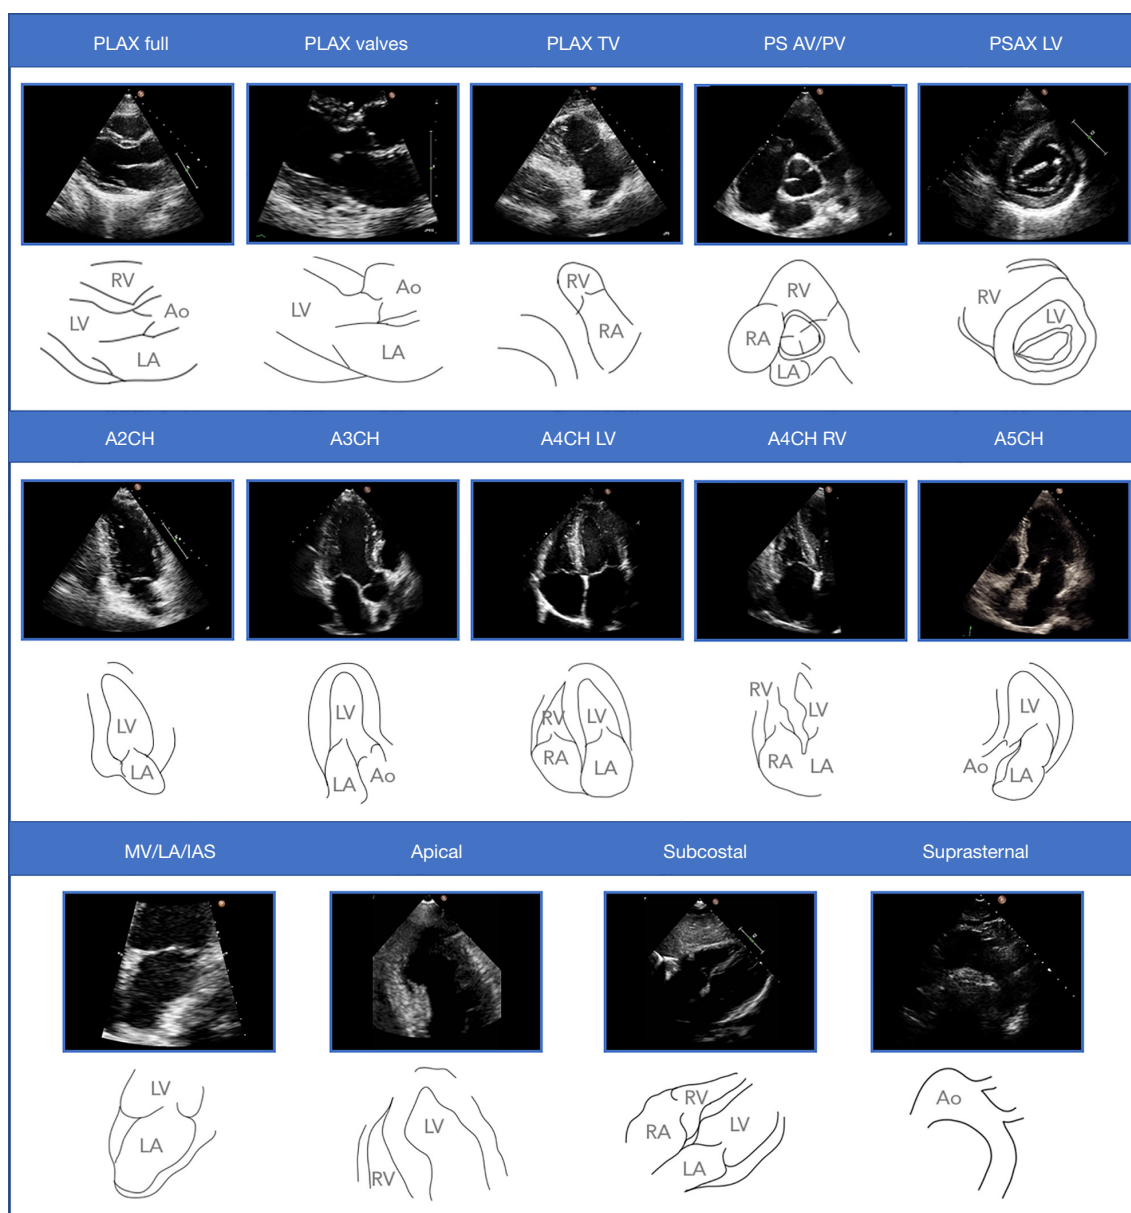 PLAX full PLAX valves PLAX TV PS AV/PV PSAX LV
RV Ao LV LA
Ao LV LA
RV RA
RV RA LA
RV LV
A2CH A3CH A4CH LV A4CH RV A5CH
LV LA
LV LA Ao
RV LV RA LA
RV LV RA LA
LV Ao LA
MV/LA/IAS Apical Subcostal Suprasternal
LV LA
LV RV
RV RA LV LA
Ao